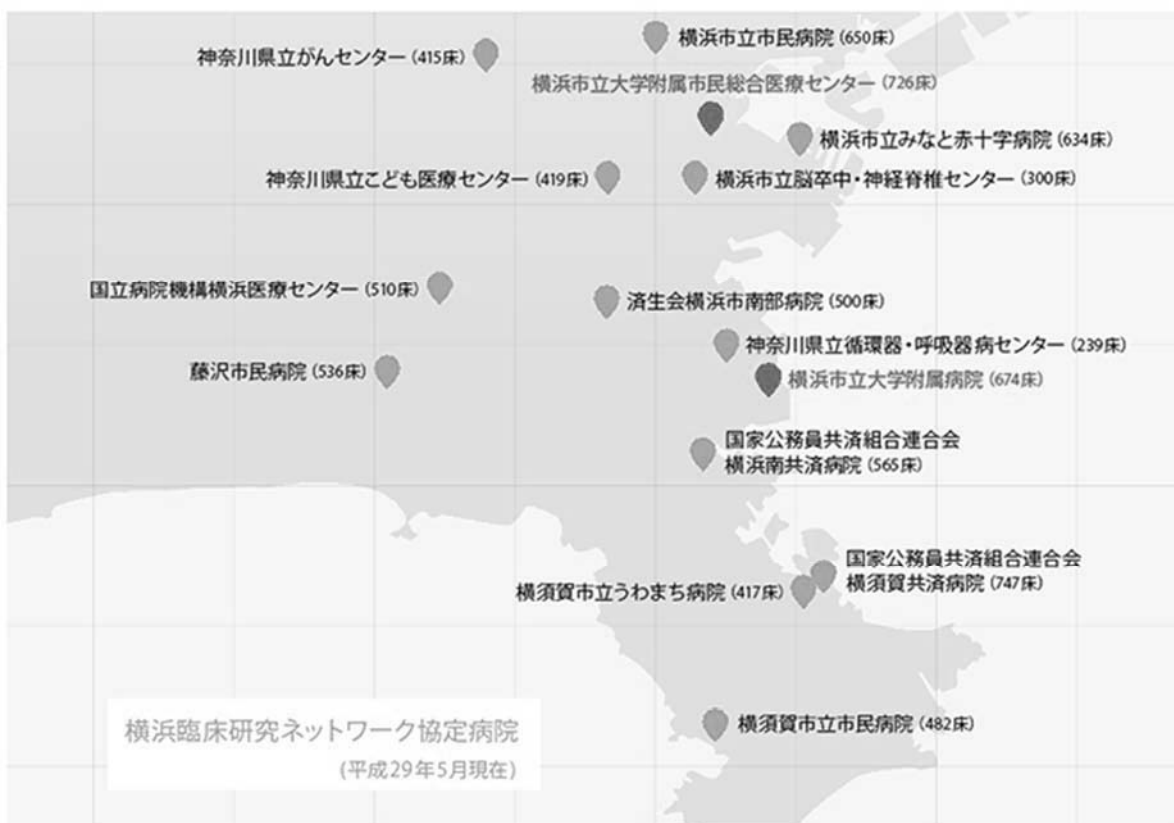 横浜市立市民病院 (650床)
神奈川県立がんセンター (415床)
横浜市立大学附属市民総合医療センター (726床)
横浜市立みなと赤十字病院 (634床)
神奈川県立こども医療センター (419床)
横浜市立脳卒中・神経脊椎センター (300床)
国立病院機構横浜医療センター (510床)
済生会横浜市南部病院 (500床)
神奈川県立循環器・呼吸器病センター (239床)
藤沢市民病院 (536床)
横浜市立大学附属病院 (674床)
国家公務員共済組合連合会
横浜南共済病院 (565床)
国家公務員共済組合連合会
横須賀共済病院 (747床)
横須賀市立うわまち病院 (417床)
横須賀市立市民病院 (482床)
横浜臨床研究ネットワーク協定病院
(平成29年5月現在)